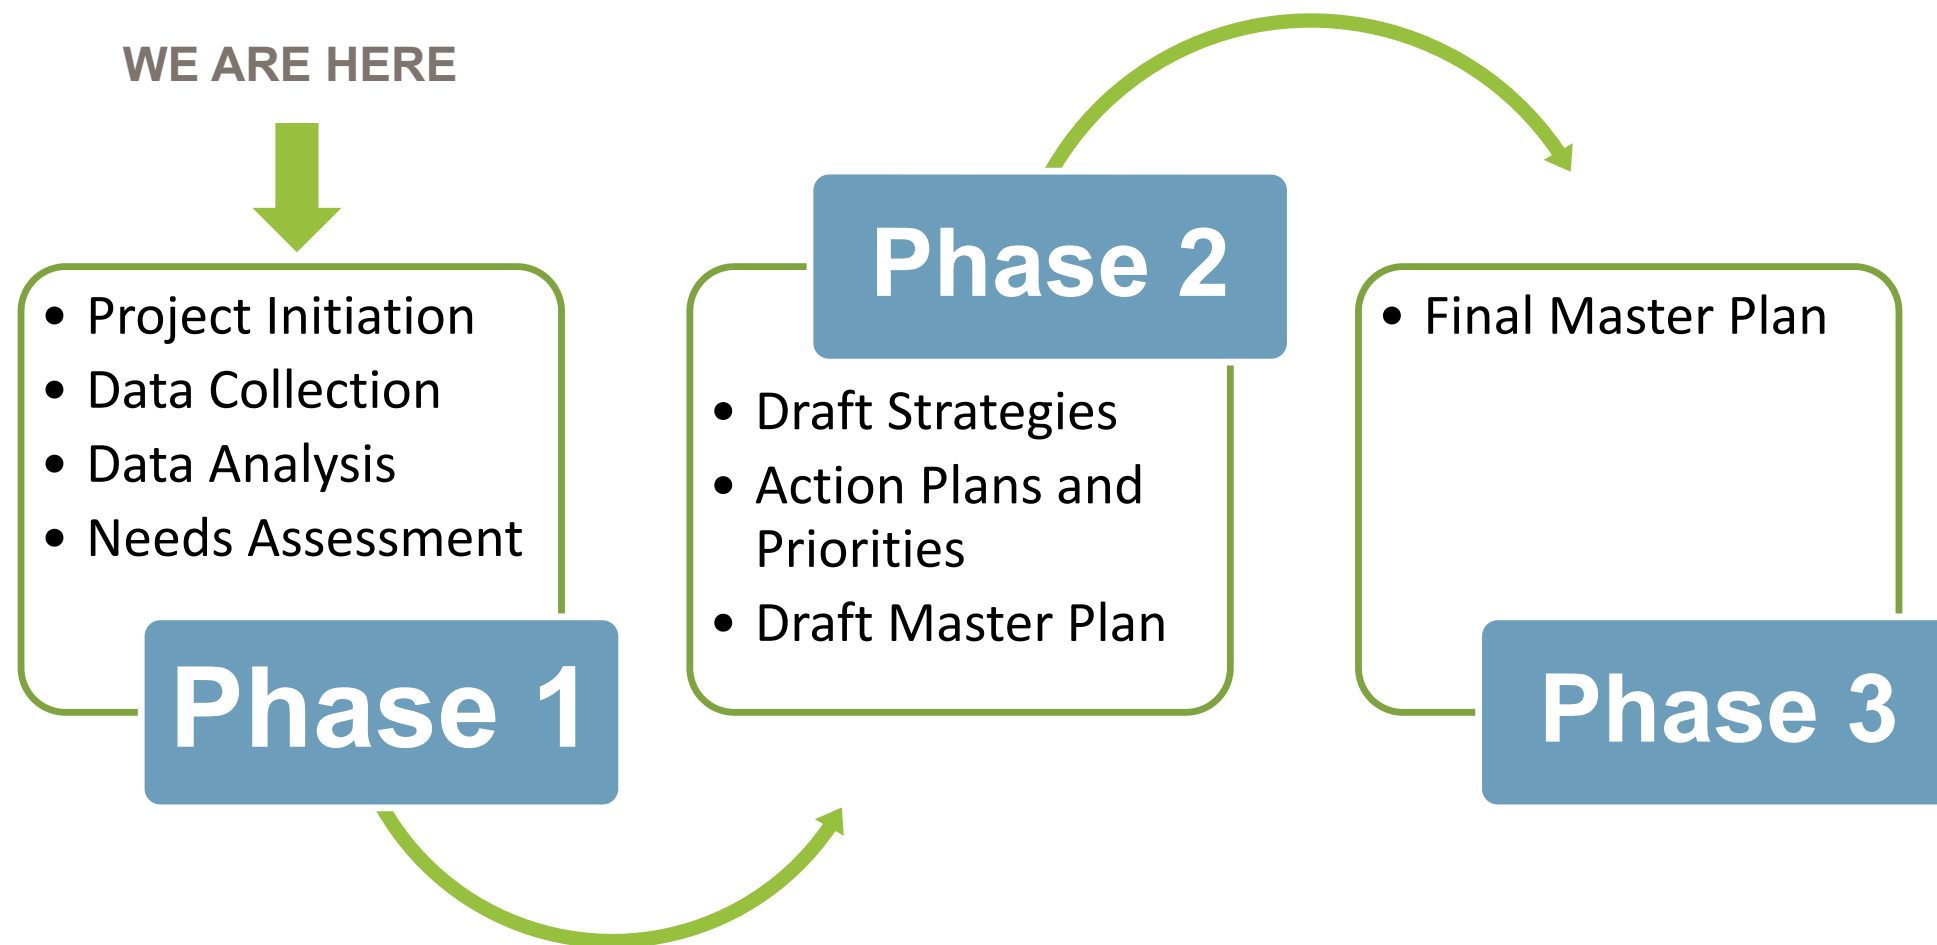 WE ARE HERE
• Project Initiation
• Data Collection
• Data Analysis
• Needs Assessment
Phase 1
Phase 2
• Draft Strategies
• Action Plans and
Priorities
• Draft Master Plan
• Final Master Plan
Phase 3